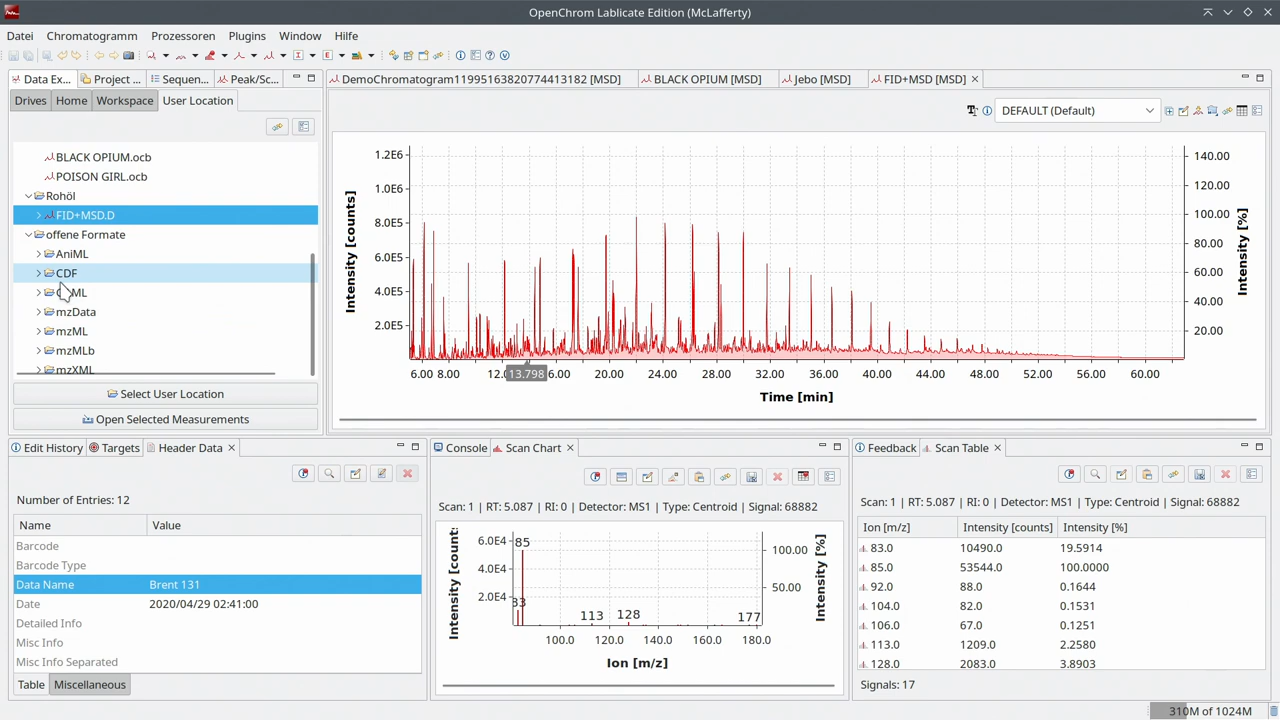 OpenChrom Lablicate Edition (McLafferty)
Datei Chromatogramm Prozessoren Plugins Window Hilfe
Data Ex... Project ... Sequen... Peak/Sc...
Drives Home Workspace User Location
BLACK OPIUM.ocb
POISON GIRL.ocb
Rohöl
FID+MSD.D
offene Formate
AniML
CDF
mzData
mzML
mzMLb
mzXML
Select User Location
Open Selected Measurements
DemoChromatogram11995163820774413182 [MSD] BLACK OPIUM [MSD] Jebo [MSD] FID+MSD [MSD]
DEFAULT (Default)
Intensity [counts]
1.2E6
1.0E6
8.0E5
6.0E5
4.0E5
2.0E5
140.00
120.00
100.00
80.00
60.00
40.00
20.00
Intensity [%]
6.00 8.00 13.798 6.00 20.00 24.00 28.00 32.00 36.00 40.00 44.00 48.00 52.00 56.00 60.00
Time [min]
Edit History Targets Header Data
Number of Entries: 12
Name Value
Barcode
Barcode Type
Data Name Brent 131
Date 2020/04/29 02:41:00
Detailed Info
Misc Info
Misc Info Separated
Table Miscellaneous
Console Scan Chart
Scan: 1 | RT: 5.087 | RI: 0 | Detector: MS1 | Type: Centroid | Signal: 68882
6.0E4
4.0E4
2.0E4
85
83
113 128 177
100.00
50.00
Intensity [%]
100.0 120.0 140.0 160.0 180.0
Ion [m/z]
Feedback Scan Table
Scan: 1 | RT: 5.087 | RI: 0 | Detector: MS1 | Type: Centroid | Signal: 68882
Ion [m/z] Intensity [counts] Intensity [%]
83.0 10490.0 19.5914
85.0 53544.0 100.0000
92.0 88.0 0.1644
104.0 82.0 0.1531
106.0 67.0 0.1251
113.0 1209.0 2.2580
128.0 2083.0 3.8903
Signals: 17
310M of 1024M